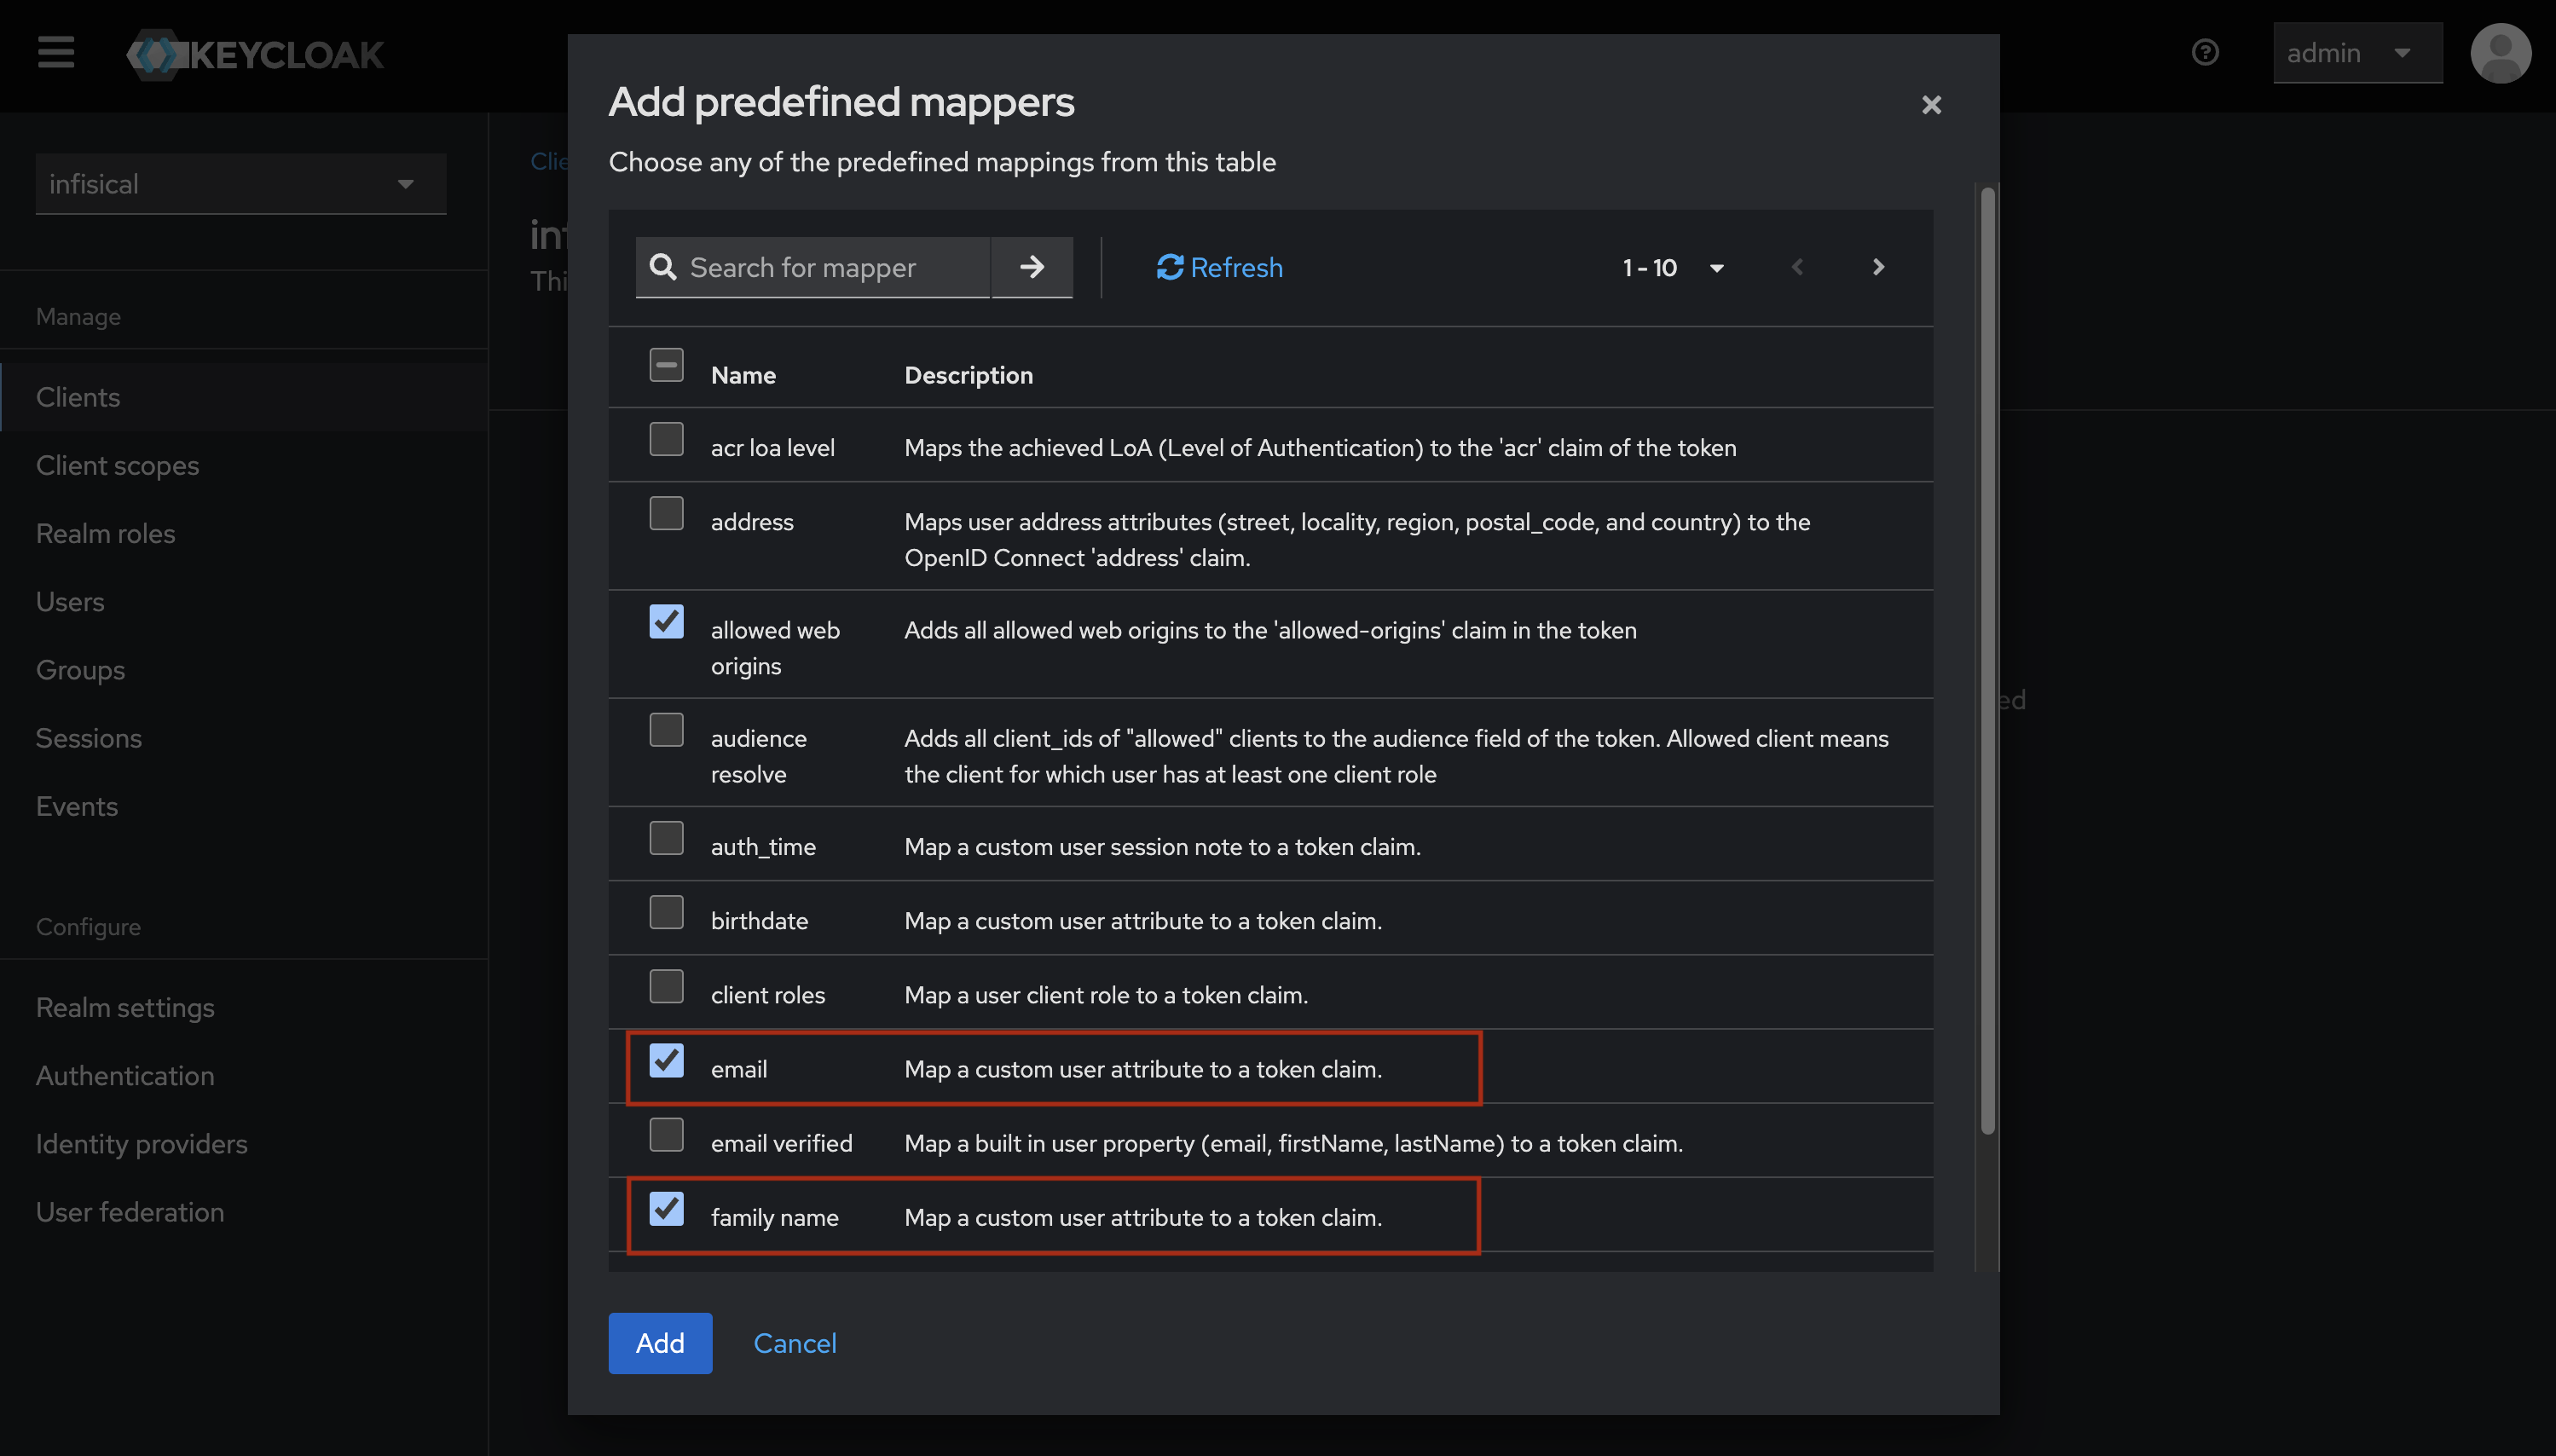 KEYCLOAK
admin
infisical
Manage
Clients
Client scopes
Realm roles
Users
Groups
Sessions
Events
Configure
Realm settings
Authentication
Identity providers
User federation
Add predefined mappers
Choose any of the predefined mappings from this table
Search for mapper
Refresh
1 - 10
Name Description
acr loa level Maps the achieved LoA (Level of Authentication) to the 'acr' claim of the token
address Maps user address attributes (street, locality, region, postal_code, and country) to the
OpenID Connect 'address' claim.
allowed web Adds all allowed web origins to the 'allowed-origins' claim in the token
origins
audience Adds all client_ids of "allowed" clients to the audience field of the token. Allowed client means
resolve the client for which user has at least one client role
auth_time Map a custom user session note to a token claim.
birthdate Map a custom user attribute to a token claim.
client roles Map a user client role to a token claim.
email Map a custom user attribute to a token claim.
email verified Map a built in user property (email, firstName, lastName) to a token claim.
family name Map a custom user attribute to a token claim.
Add Cancel